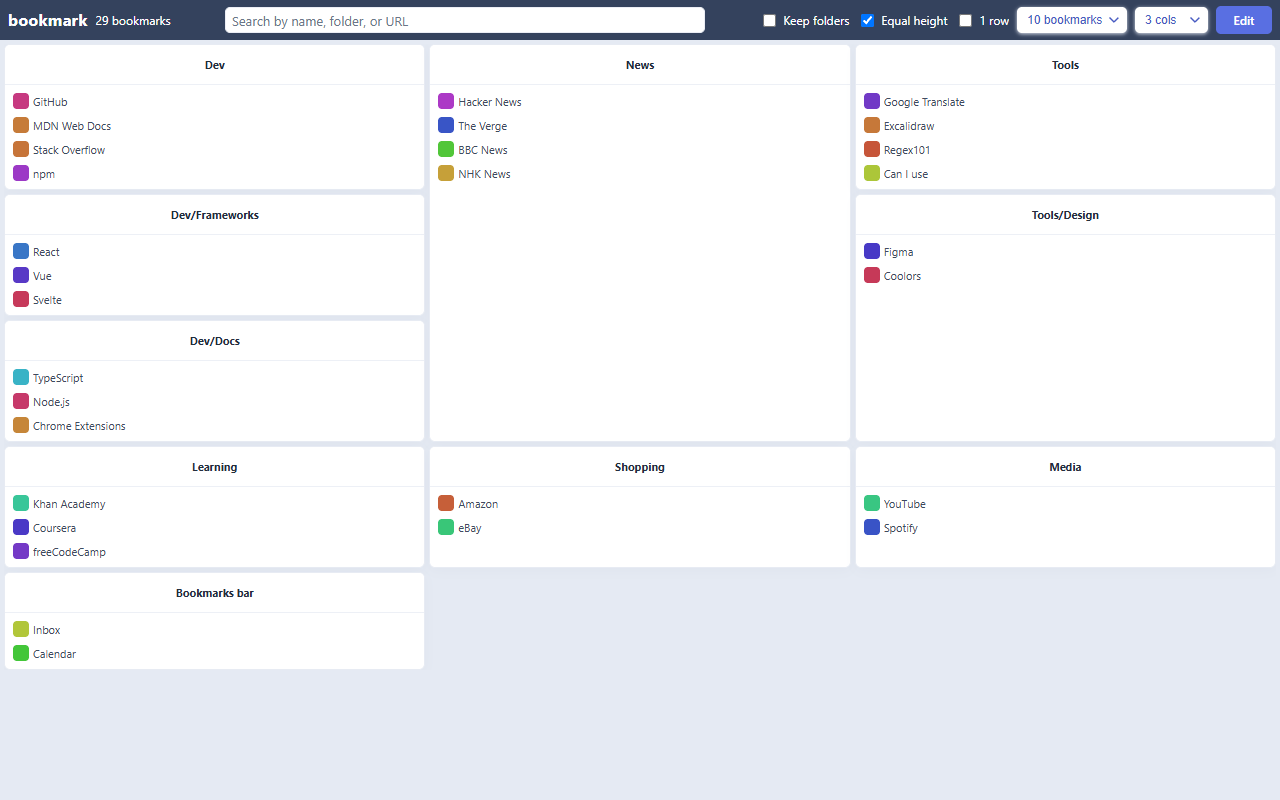 bookmark 29 bookmarks Search by name, folder, or URL Keep folders Equal height 1 row 10 bookmarks 3 cols Edit
Dev
GitHub
MDN Web Docs
Stack Overflow
npm
Dev/Frameworks
React
Vue
Svelte
Dev/Docs
TypeScript
Node.js
Chrome Extensions
News
Hacker News
The Verge
BBC News
NHK News
Tools
Google Translate
Excalidraw
Regex101
Can I use
Tools/Design
Figma
Coolors
Learning
Khan Academy
Coursera
freeCodeCamp
Shopping
Amazon
eBay
Media
YouTube
Spotify
Bookmarks bar
Inbox
Calendar